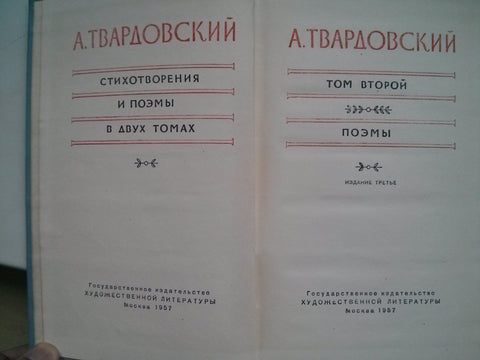 А.ТВАРДОВСКИЙ
СТИХОТВОРЕНИЯ
И ПОЭМЫ
В ДВУХ ТОМАХ
Государственное издательство
ХУДОЖЕСТВЕННОЙ ЛИТЕРАТУРЫ
Москва 1957
А.ТВАРДОВСКИЙ
ТОМ ВТОРОЙ
ПОЭМЫ
ИЗДАНИЕ ТРЕТЬЕ
Государственное издательство
ХУДОЖЕСТВЕННОЙ ЛИТЕРАТУРЫ
Москва 1957